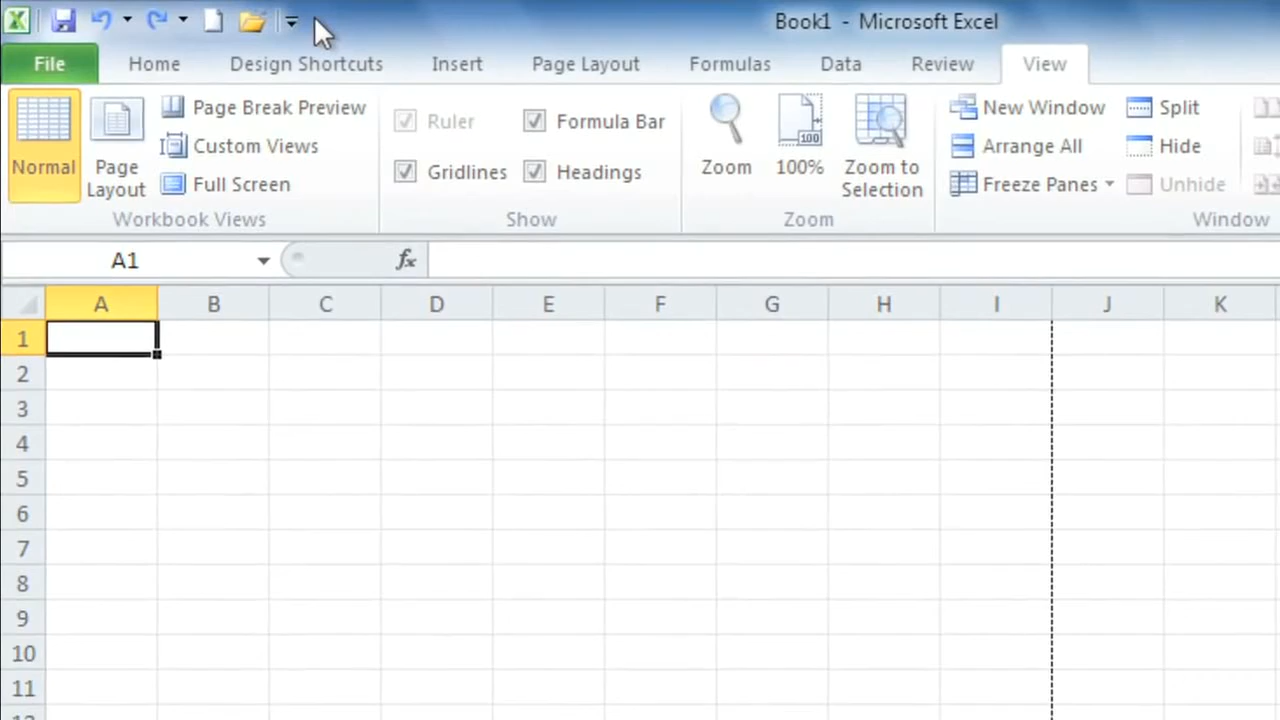 Book1 - Microsoft Excel
File Home Design Shortcuts Insert Page Layout Formulas Data Review View
Normal
Page Layout
Page Break Preview
Custom Views
Full Screen
Workbook Views
Ruler
Formula Bar
Gridlines
Headings
Show
Zoom
100
100%
Zoom to Selection
Zoom
New Window
Arrange All
Freeze Panes
Split
Hide
Unhide
Window
A1
fx
A B C D E F G H I J K
1
2
3
4
5
6
7
8
9
10
11